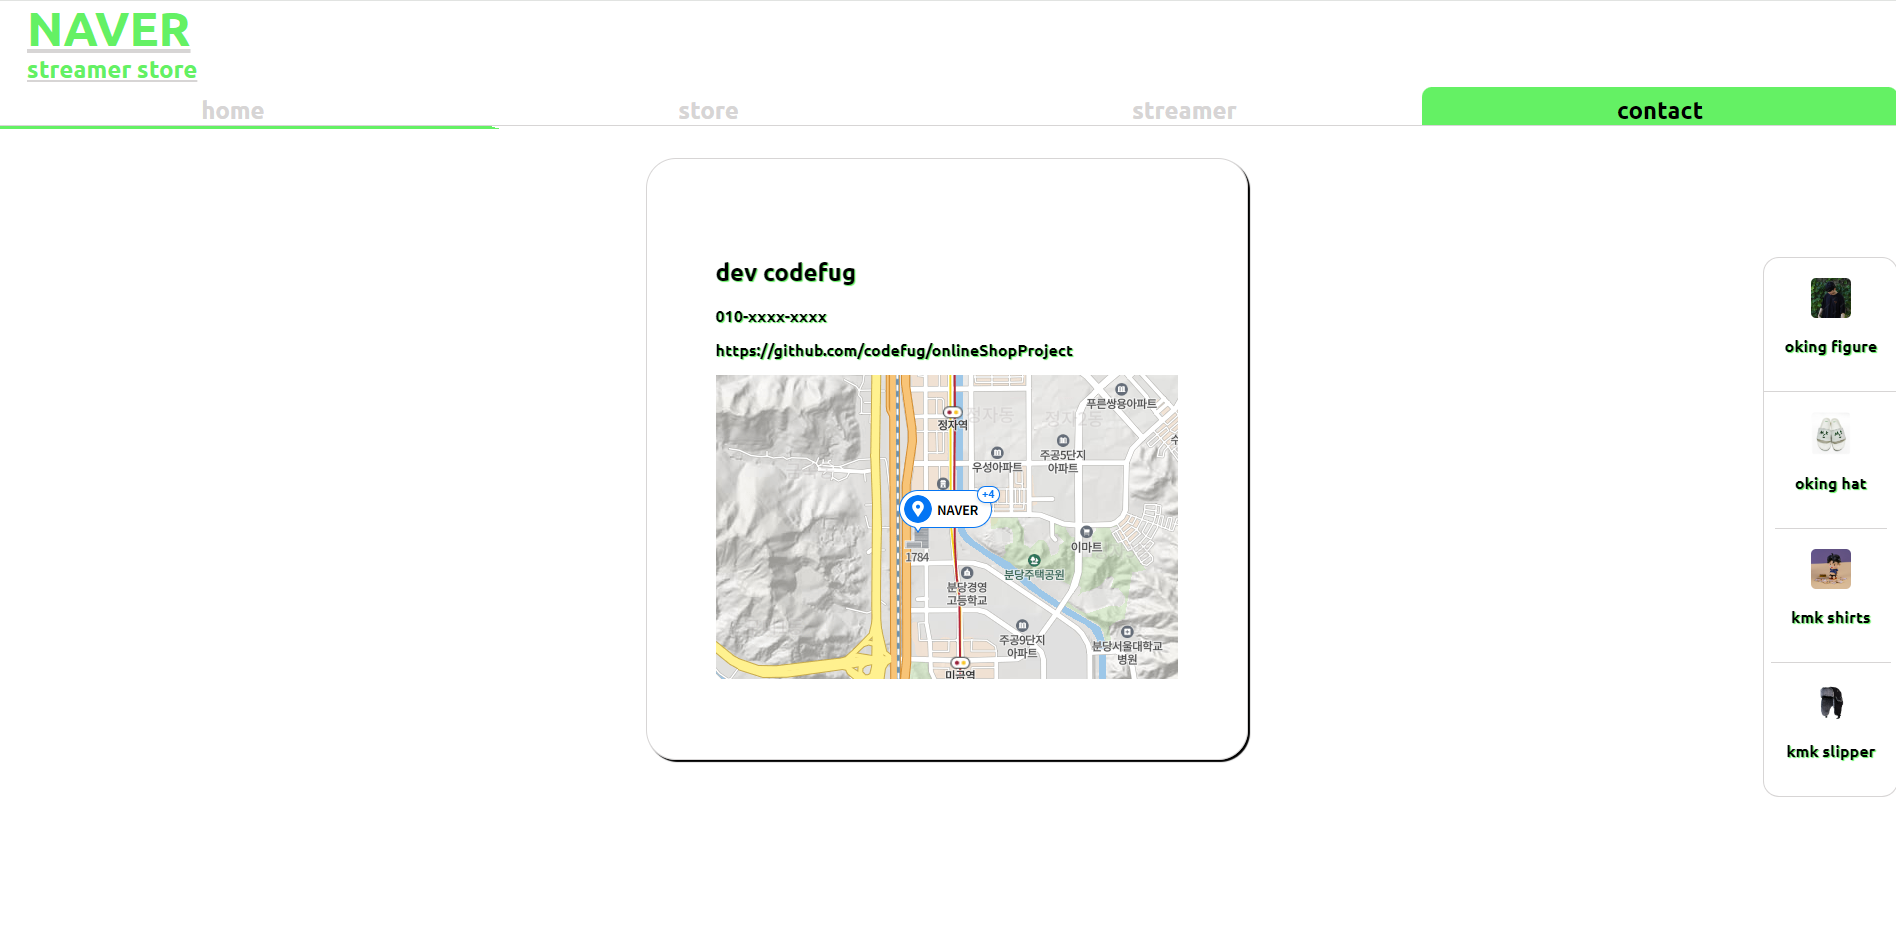 NAVER
streamer store
home
store
streamer
contact
dev codefug
010-xxxx-xxxx
https://github.com/codefug/onlineShopProject
푸른쌍용아파트
정자동
정자2동
정자역
수
주공5단지
아파트
우성아파트
+4
NAVER
이마트
1784
분당주택공원
분당경영
고등학교
주공9단지
아파트
분당서울대학교
병원
미금역
oking figure
oking hat
kmk shirts
kmk slipper